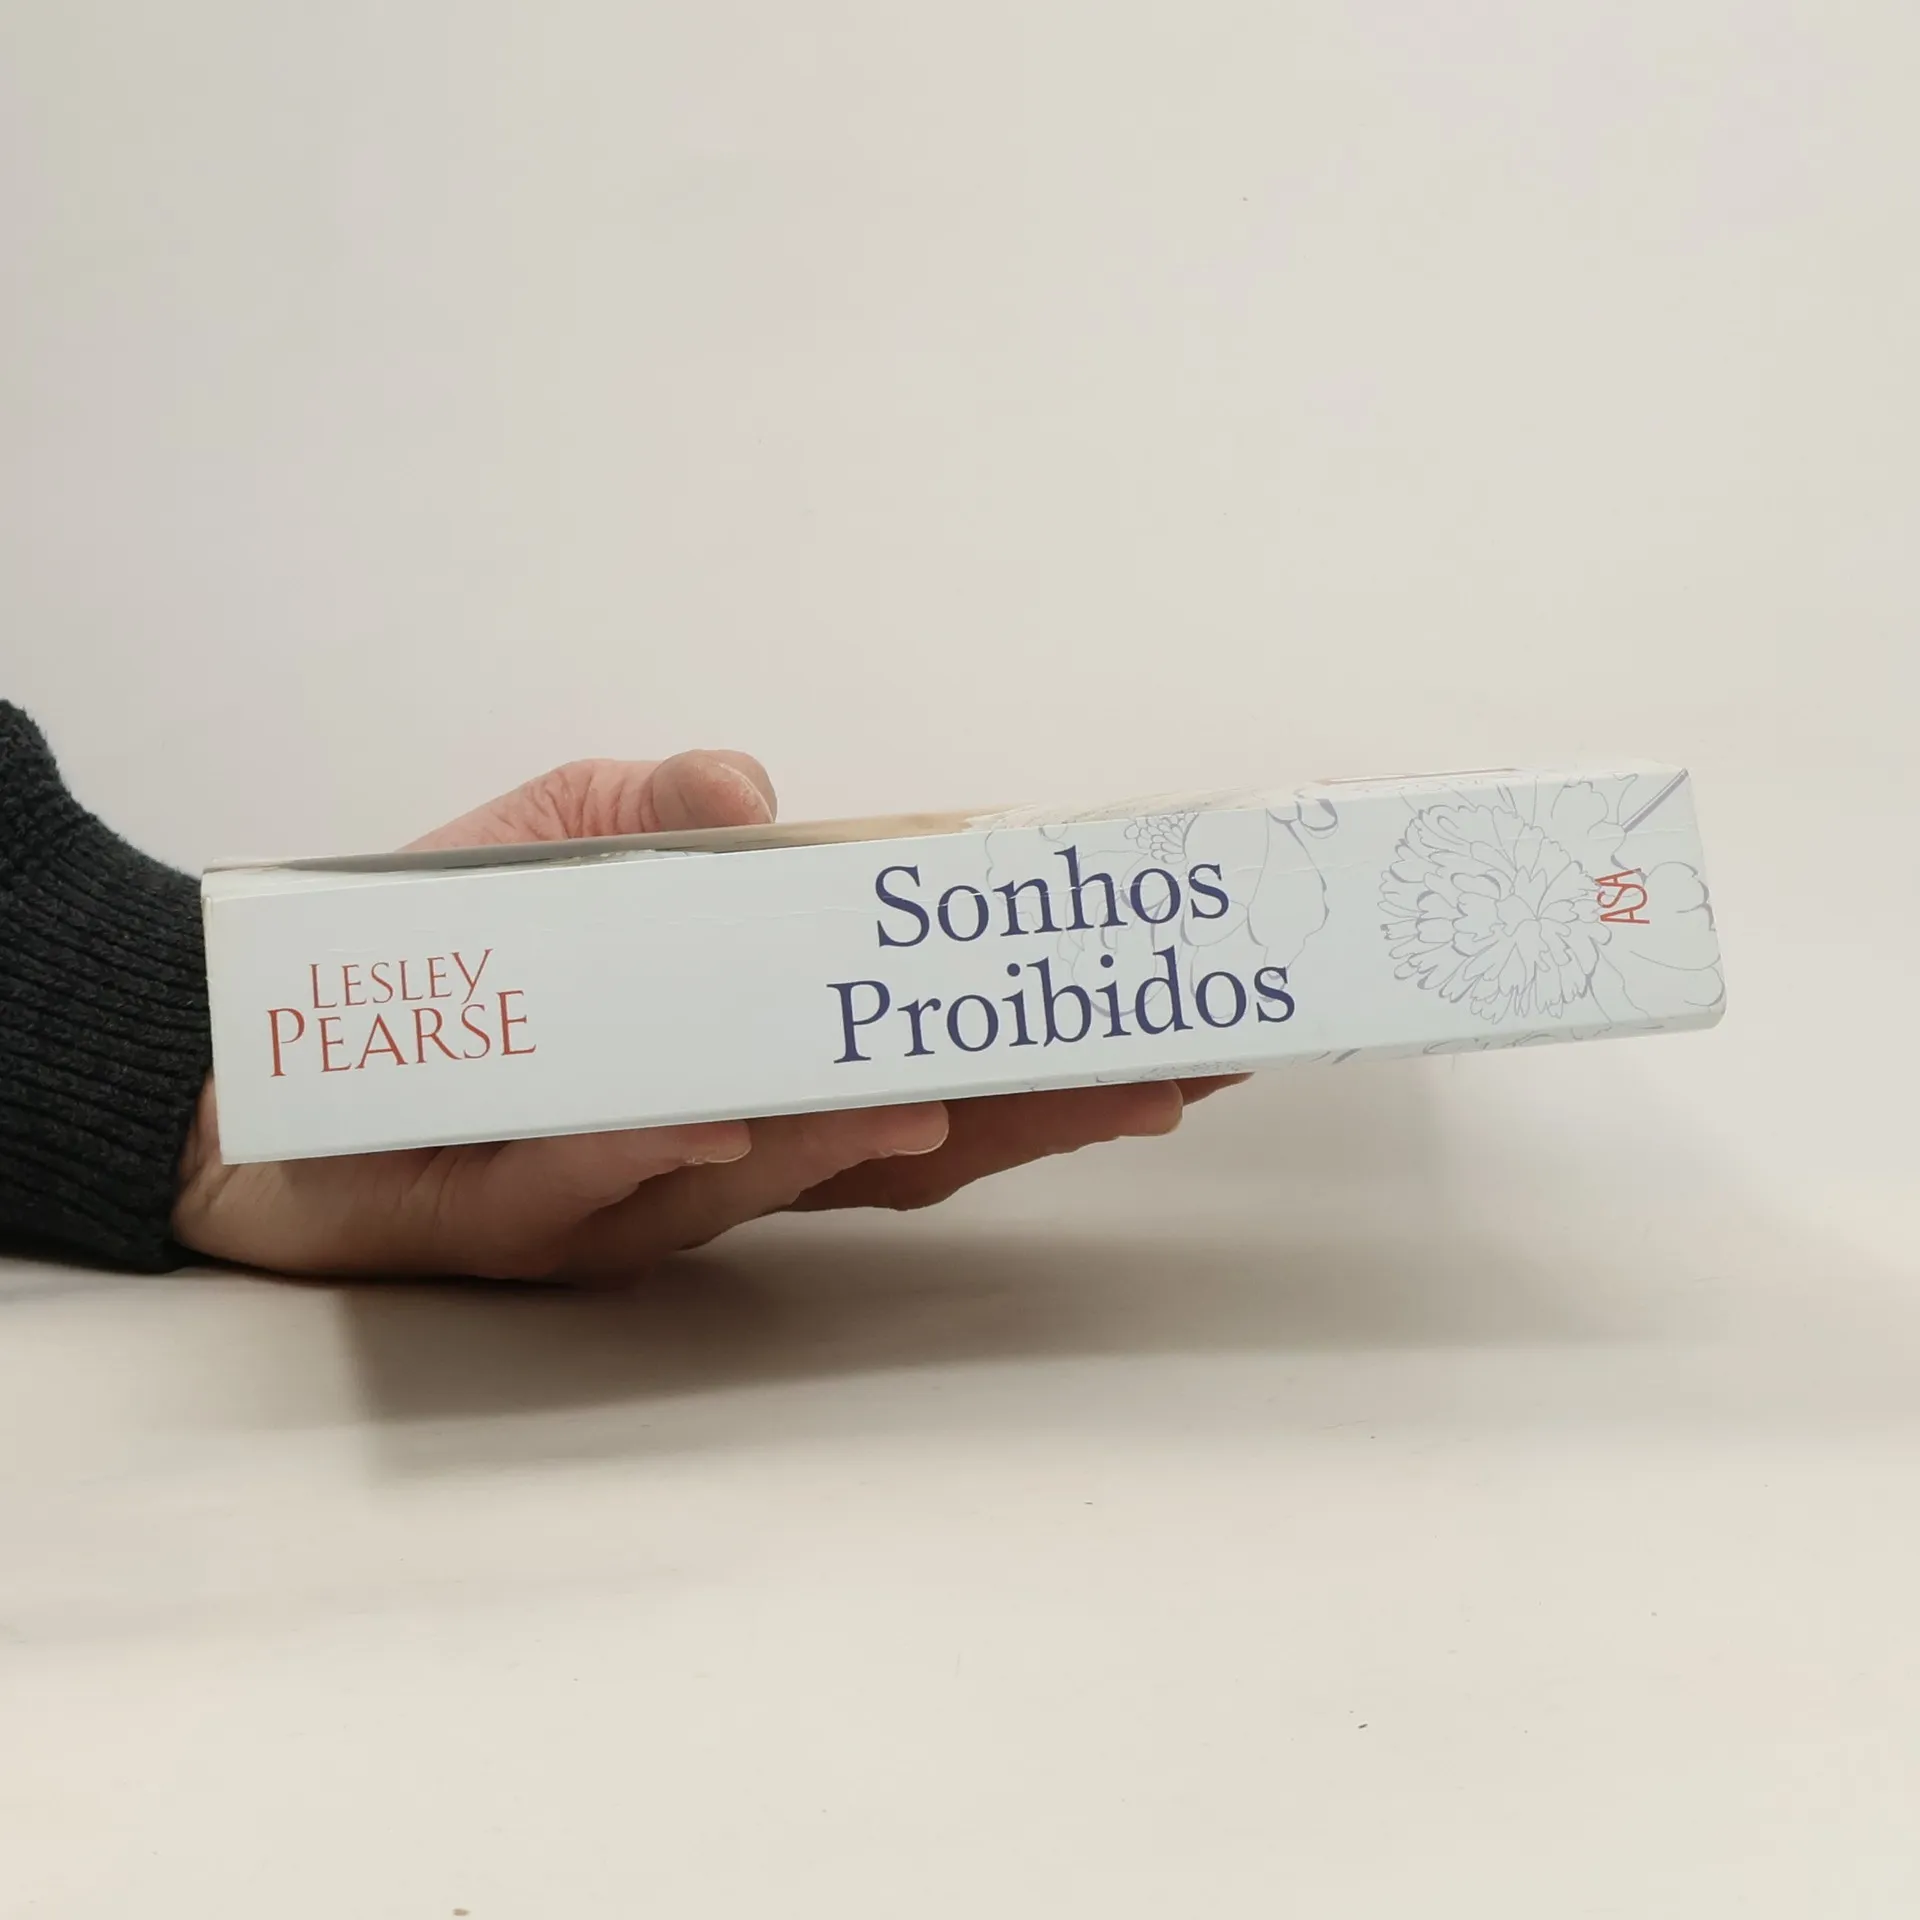 LESLEY
PEARSE
Sonhos
Proibidos
ASA